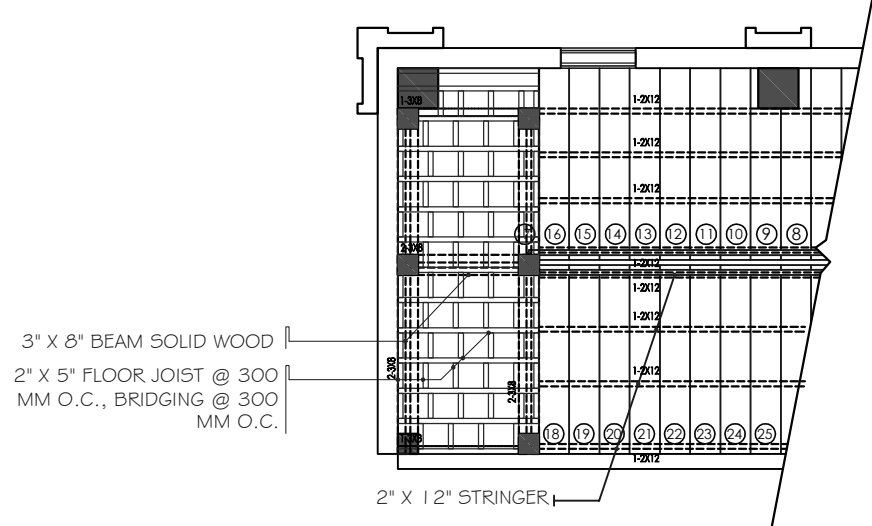 1-3X8
1-2X12
1-2X12
1-2X12
17 16 15 14 13 12 11 10 9 8
2-3X8
1-2X12
1-2X12
1-2X12
3" X 8" BEAM SOLID WOOD
2" X 5" FLOOR JOIST @ 300
MM O.C., BRIDGING @ 300
MM O.C.
2-3X8
2-3X8
1-2X12
1-3X8
18 19 20 21 22 23 24 25
1-2X12
2" X 12" STRINGER